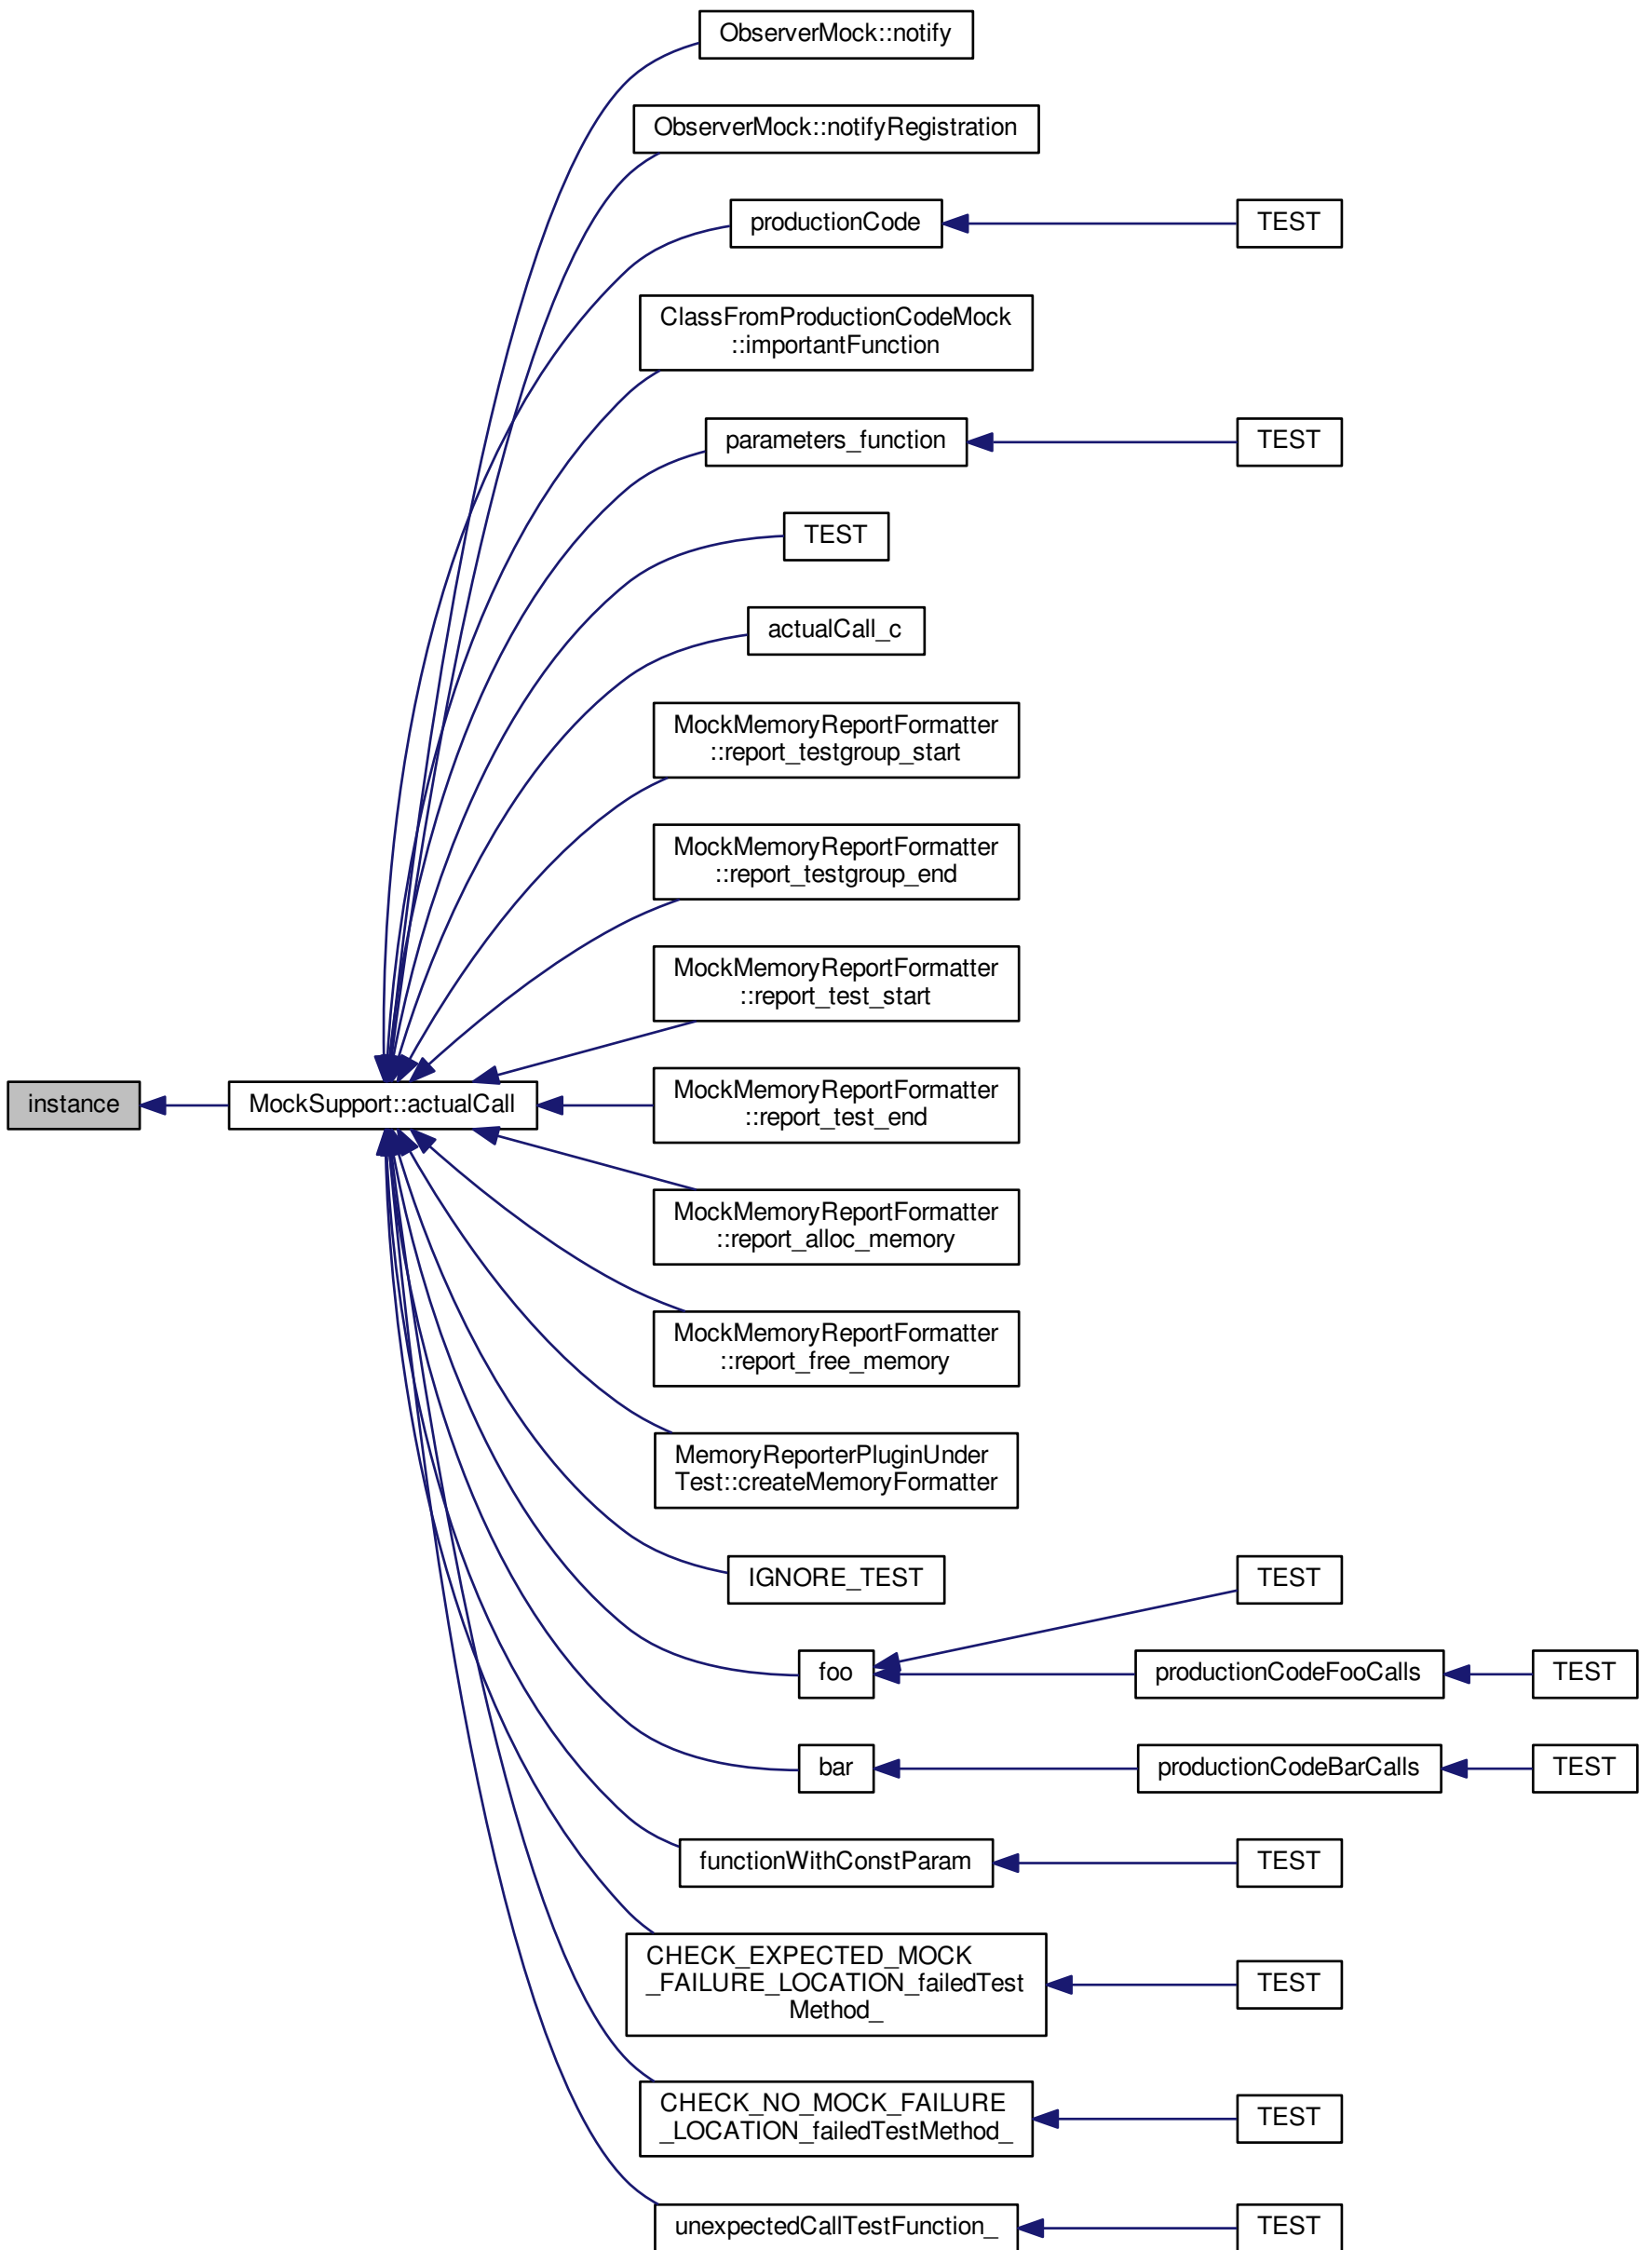 ObserverMock::notify
ObserverMock::notifyRegistration
productionCode
TEST
ClassFromProductionCodeMock
::importantFunction
parameters_function
TEST
TEST
actualCall_c
MockMemoryReportFormatter
::report_testgroup_start
MockMemoryReportFormatter
::report_testgroup_end
MockMemoryReportFormatter
::report_test_start
instance
MockSupport::actualCall
MockMemoryReportFormatter
::report_test_end
MockMemoryReportFormatter
::report_alloc_memory
MockMemoryReportFormatter
::report_free_memory
MemoryReporterPluginUnder
Test::createMemoryFormatter
IGNORE_TEST
TEST
foo
productionCodeFooCalls
TEST
bar
productionCodeBarCalls
TEST
functionWithConstParam
TEST
CHECK_EXPECTED_MOCK
_FAILURE_LOCATION_failedTest
Method_
TEST
CHECK_NO_MOCK_FAILURE
_LOCATION_failedTestMethod_
TEST
unexpectedCallTestFunction_
TEST